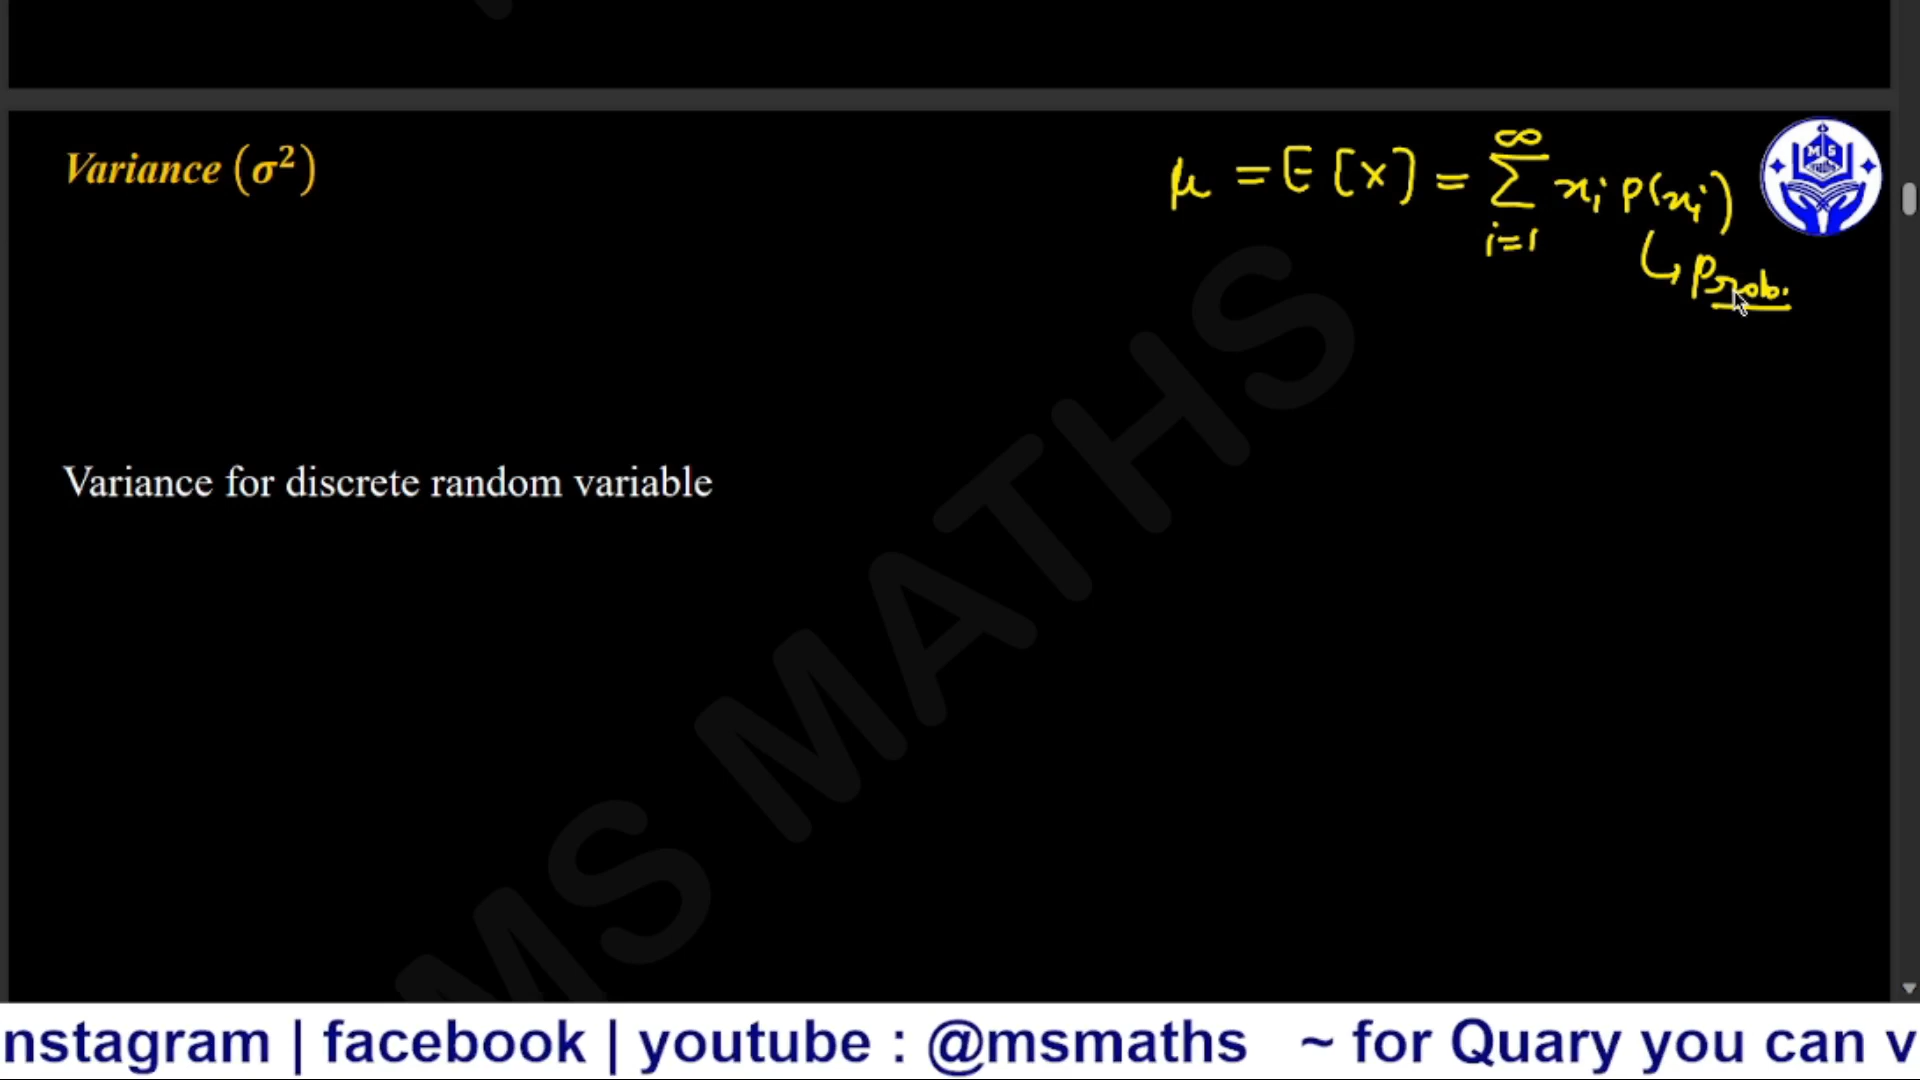 Variance (σ²)
μ = E[x] = ∞ Σ i=1 xᵢ P(xᵢ)
↳ Prob.
MS
Variance for discrete random variable
MS MATHS
nstagram | facebook | youtube : @msmaths ~ for Quary you can v